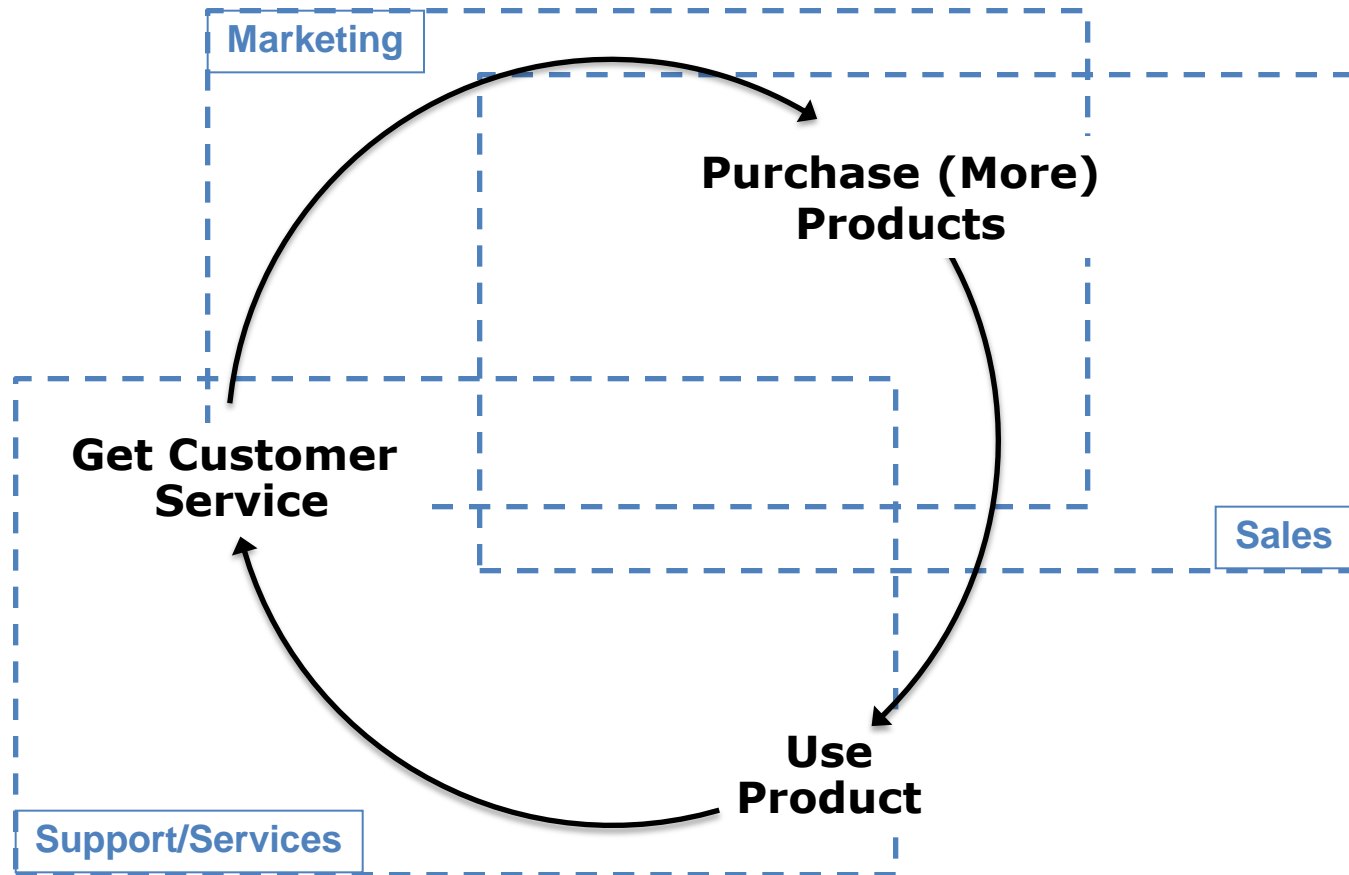 Marketing
Purchase (More)
Products
Get Customer
Service
Sales
Use
Product
Support/Services